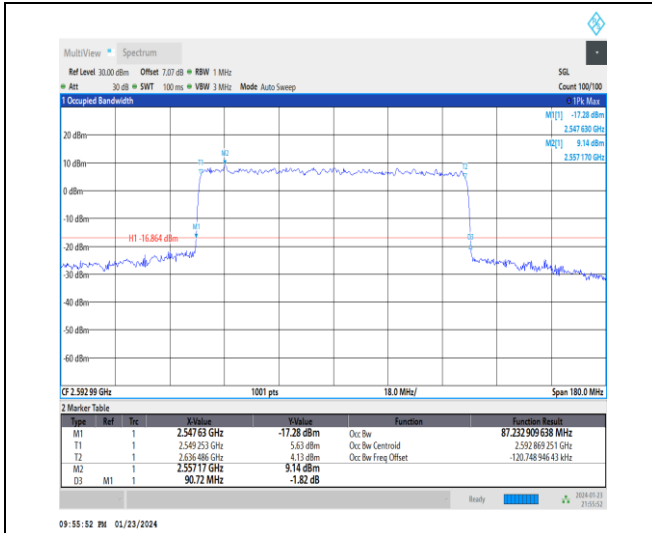 MultiView Spectrum
Ref Level 30.00 dBm Offset 7.07 dB RBW 1 MHz SGL
Att 30 dB SWT 100 ms VBW 3 MHz Mode Auto Sweep Count 100/100
1 Occupied Bandwidth 1Pk Max
M1[1] -17.28 dBm
2.547 630 GHz
M2[1] 9.14 dBm
2.557 170 GHz
20 dBm
M2
10 dBm
T1 T2
0 dBm
-10 dBm
M1
H1 -16.864 dBm
D3
-20 dBm
-30 dBm
-40 dBm
-50 dBm
-60 dBm
CF 2.592 99 GHz 1001 pts 18.0 MHz/ Span 180.0 MHz
2 Marker Table
Type Ref Trc X-Value Y-Value Function Function Result
M1 1 2.547 63 GHz -17.28 dBm Occ Bw 87.232 909 638 MHz
T1 1 2.549 253 GHz 5.63 dBm Occ Bw Centroid 2.592 869 251 GHz
T2 1 2.636 486 GHz 4.13 dBm Occ Bw Freq Offset -120.748 946 43 kHz
M2 1 2.557 17 GHz 9.14 dBm
D3 M1 1 90.72 MHz -1.82 dB
Ready 2024-01-23
21:55:52
09:55:52 PM 01/23/2024